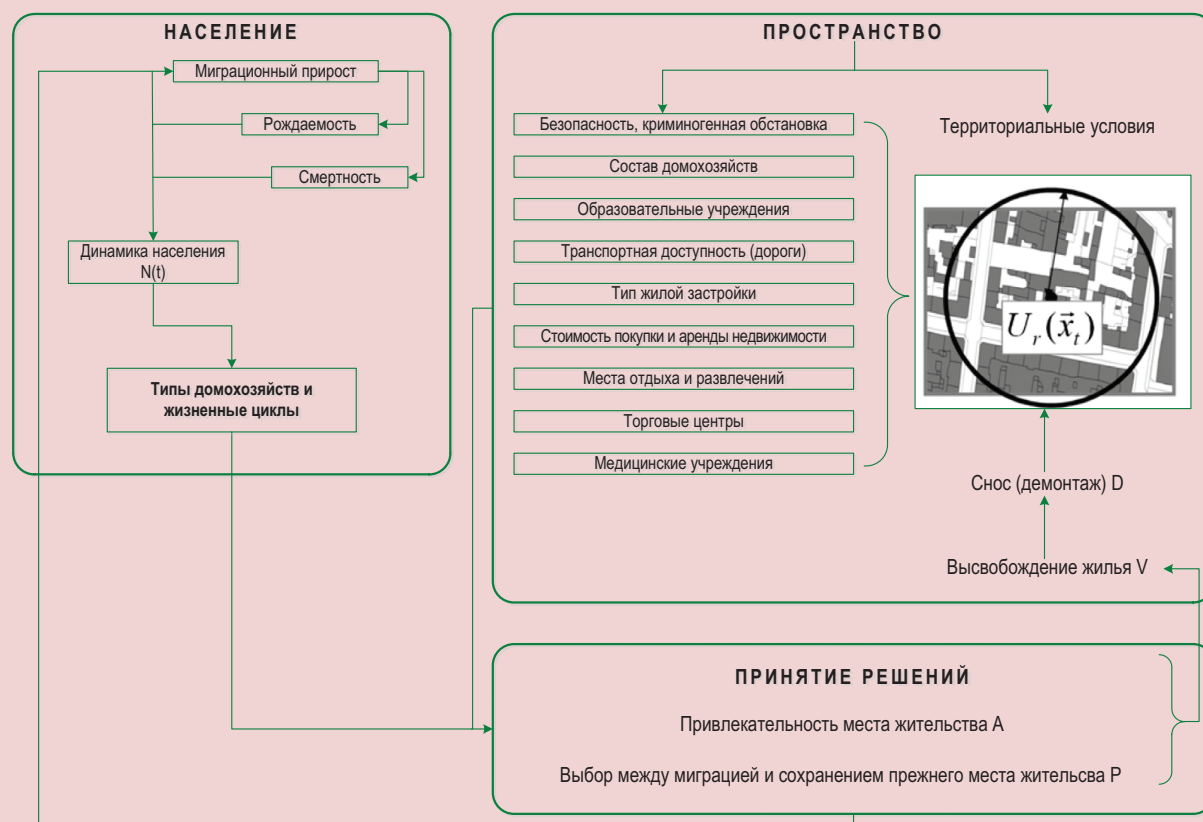 НАСЕЛЕНИЕ
Миграционный прирост
Рождаемость
Смертность
Динамика населения
N(t)
Типы домохозяйств и
жизненные циклы
ПРОСТРАНСТВО
Безопасность, криминогенная обстановка
Состав домохозяйств
Образовательные учреждения
Транспортная доступность (дороги)
Тип жилой застройки
Стоимость покупки и аренды недвижимости
Места отдыха и развлечений
Торговые центры
Медицинские учреждения
Территориальные условия
U_r(x⃗_t)
Снос (демонтаж) D
Высвобождение жилья V
ПРИНЯТИЕ РЕШЕНИЙ
Привлекательность места жительства A
Выбор между миграцией и сохранением прежнего места жительсва P